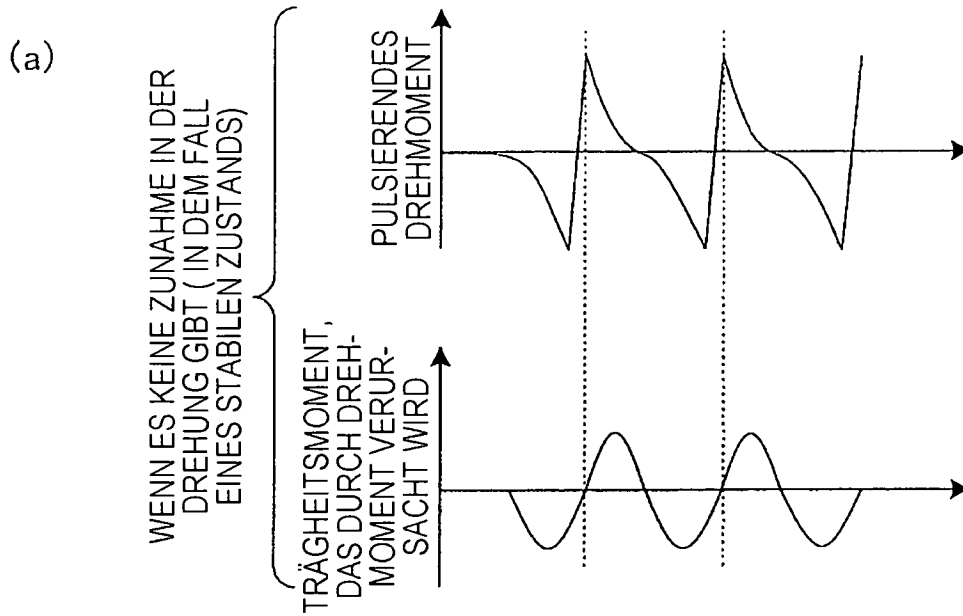 (a)
WENN ES KEINE ZUNAHME IN DER
DREHUNG GIBT ( IN DEM FALL
EINES STABILEN ZUSTANDS)
PULSIERENDES
DREHMOMENT
TRÄGHEITSMOMENT,
DAS DURCH DREH-
MOMENT VERUR-
SACHT WIRD